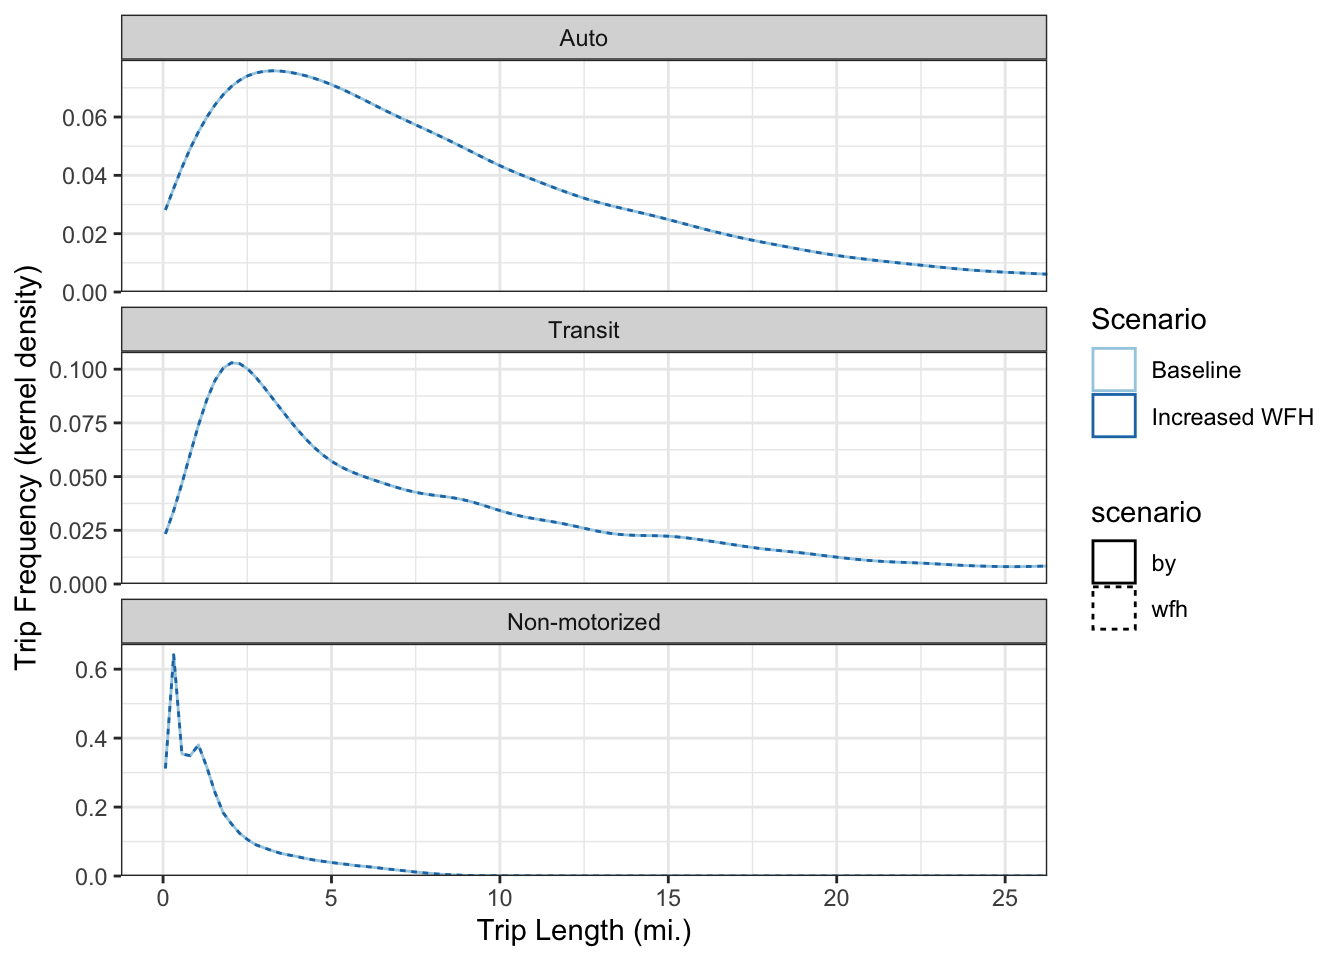 Auto
0.06
0.04
0.02
0.00
Transit
0.100
0.075
0.050
0.025
0.000
Non-motorized
0.6
0.4
0.2
0.0
0 5 10 15 20 25
Trip Length (mi.)
Trip Frequency (kernel density)
Scenario
Baseline
Increased WFH
scenario
by
wfh